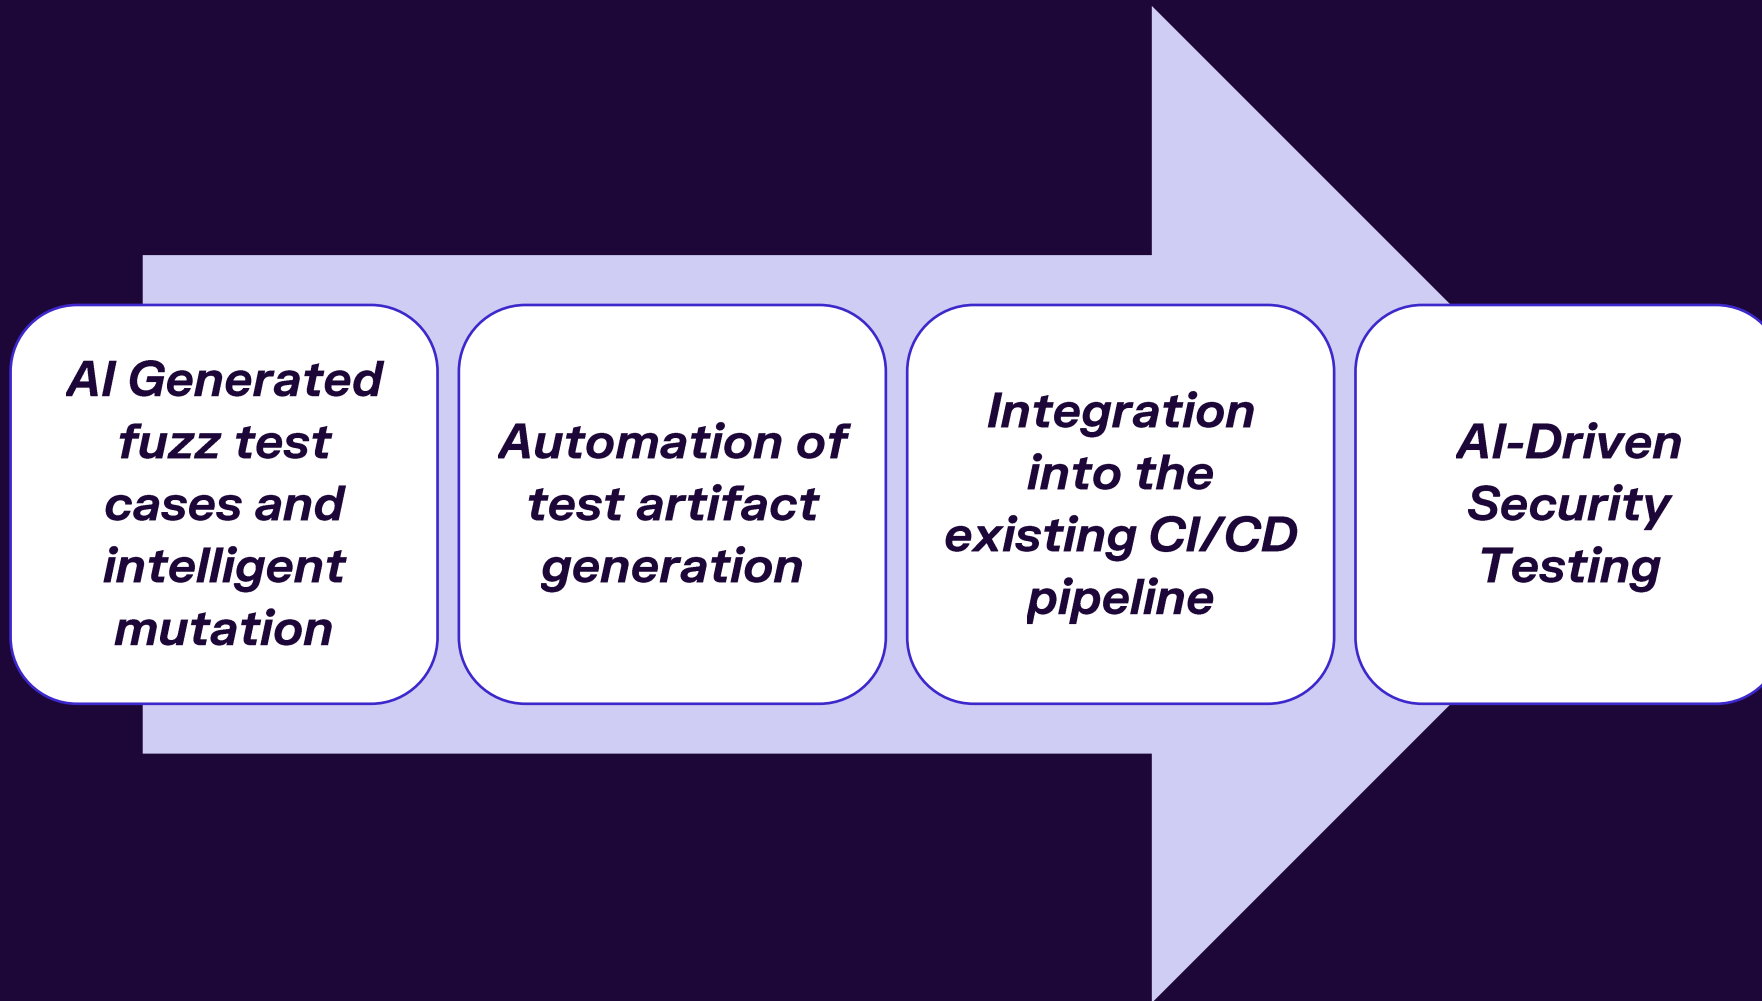 AI Generated
fuzz test
cases and
intelligent
mutation
Automation of
test artifact
generation
Integration
into the
existing CI/CD
pipeline
AI-Driven
Security
Testing